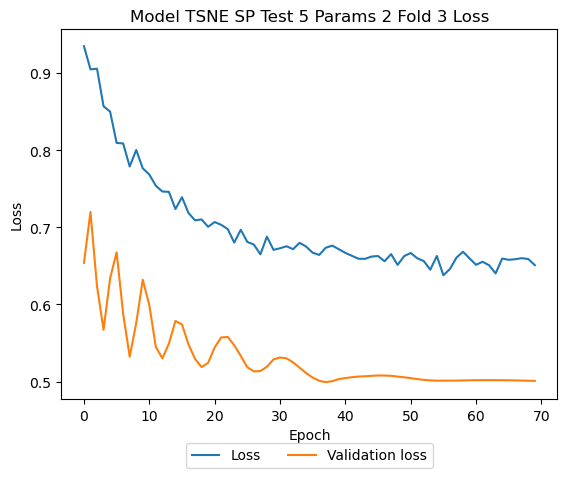 Model TSNE SP Test 5 Params 2 Fold 3 Loss
Loss
0.9
0.8
0.7
0.6
0.5
0 10 20 30 40 50 60 70
Epoch
Loss Validation loss